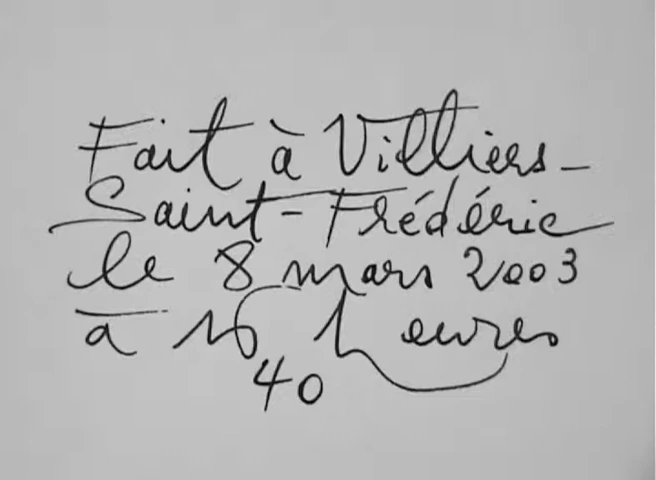 Fait à Villiers-
Saint-Frédéric
le 8 mars 2003
à 16 heures
40